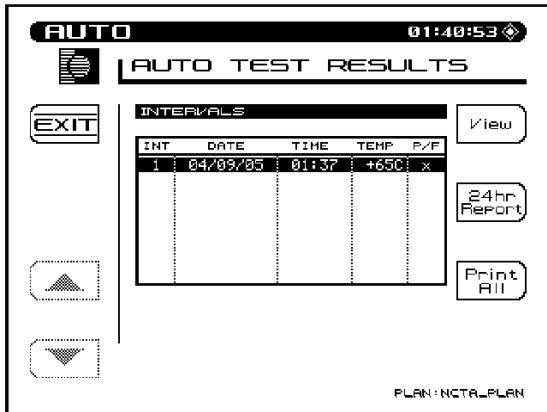 AUTO 01:40:53
AUTO TEST RESULTS
EXIT
INTERVALS
INT DATE TIME TEMP P/F
1 04/09/05 01:37 +65C x
View
24hr
Report
Print
All
PLAN:NCTA_PLAN